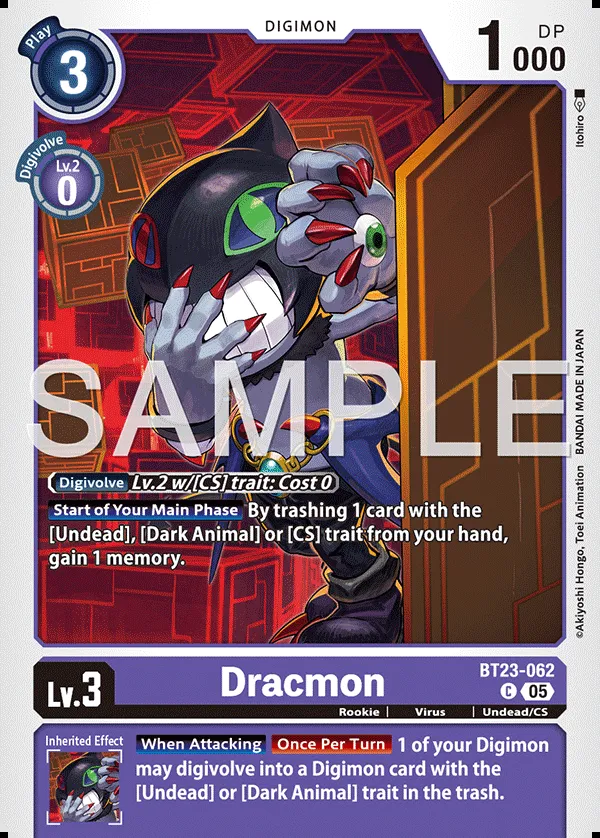 DIGIMON
Play
3
1000
DP
Digivolve
Lv.2
0
Itohiro
SAMPLE
BANDAI MADE IN JAPAN
©Akiyoshi Hongo, Toei Animation
Digivolve Lv.2 w/[CS] trait: Cost 0
Start of Your Main Phase By trashing 1 card with the
[Undead], [Dark Animal] or [CS] trait from your hand,
gain 1 memory.
Lv.3
Dracmon
BT23-062
C 05
Rookie | Virus | Undead/CS
Inherited Effect
When Attacking Once Per Turn 1 of your Digimon
may digivolve into a Digimon card with the
[Undead] or [Dark Animal] trait in the trash.